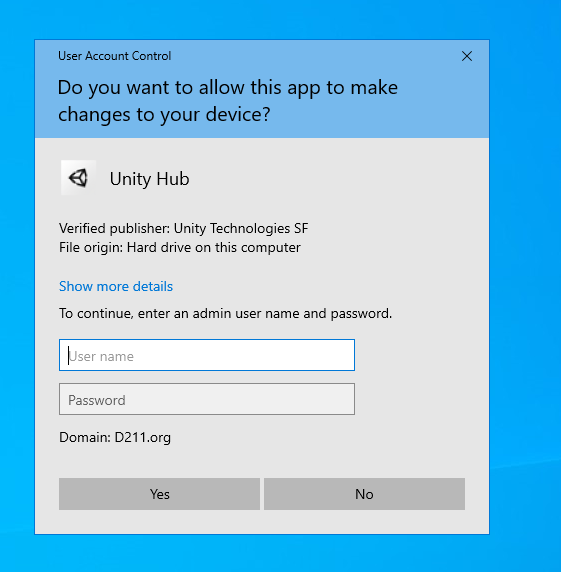 User Account Control
Do you want to allow this app to make
changes to your device?
Unity Hub
Verified publisher: Unity Technologies SF
File origin: Hard drive on this computer
Show more details
To continue, enter an admin user name and password.
User name
Password
Domain: D211.org
Yes
No